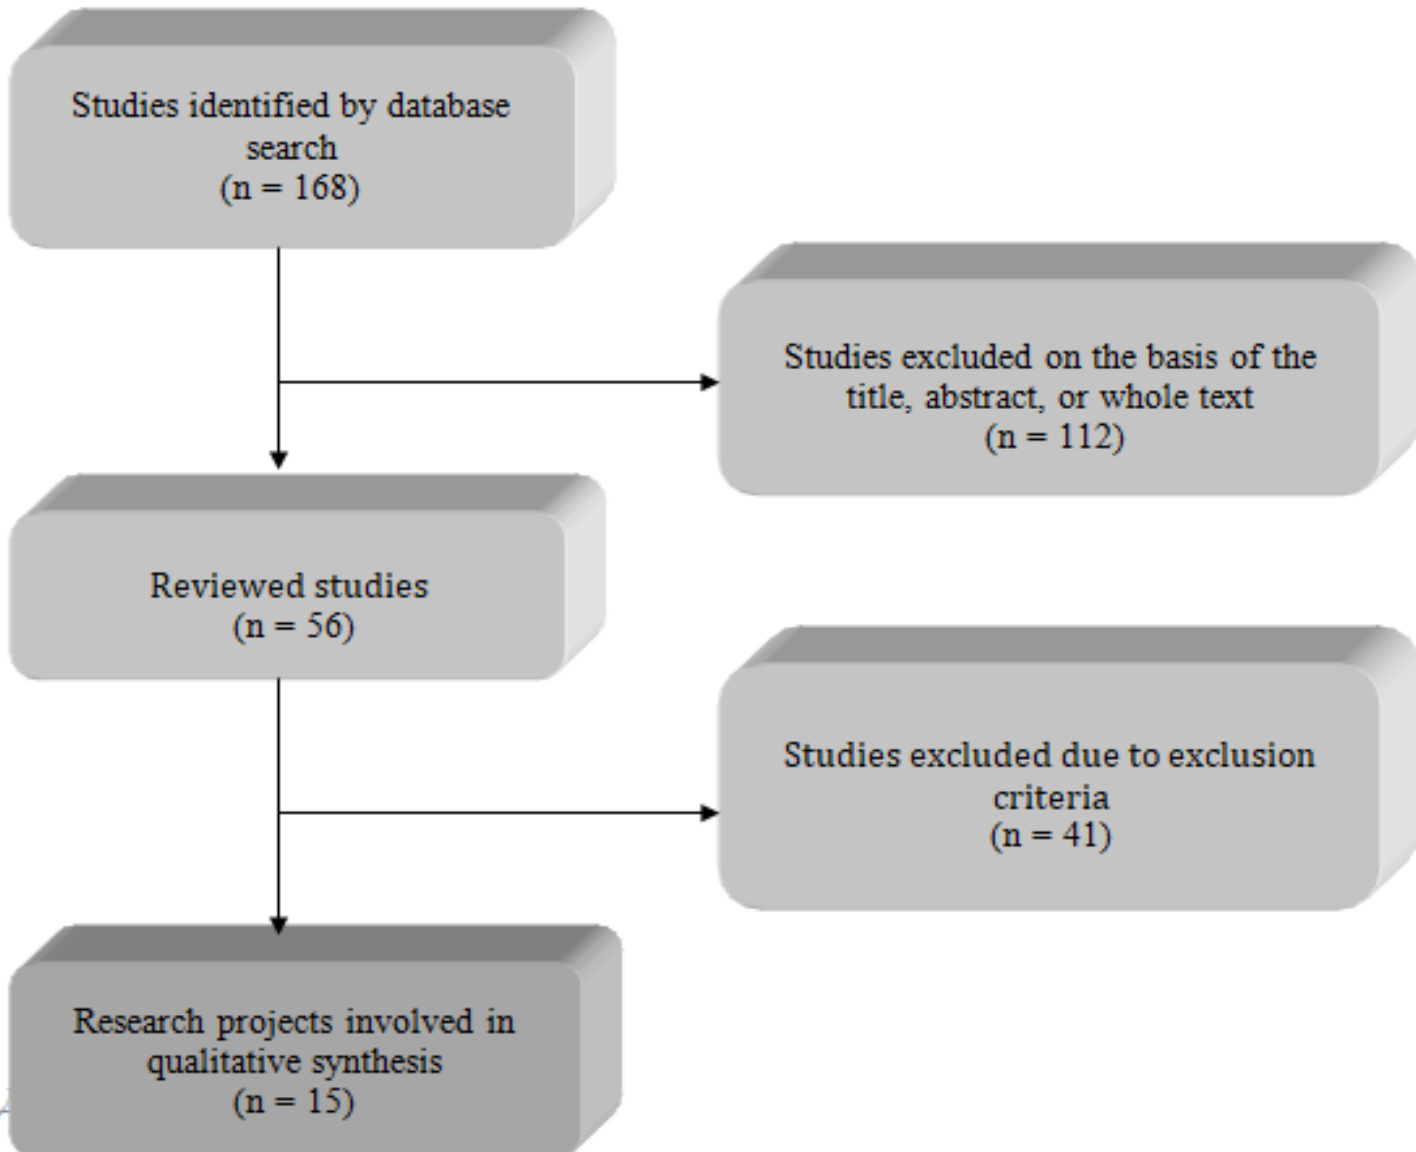 Studies identified by database
search
(n = 168)
Studies excluded on the basis of the
title, abstract, or whole text
(n = 112)
Reviewed studies
(n = 56)
Studies excluded due to exclusion
criteria
(n = 41)
Research projects involved in
qualitative synthesis
(n = 15)